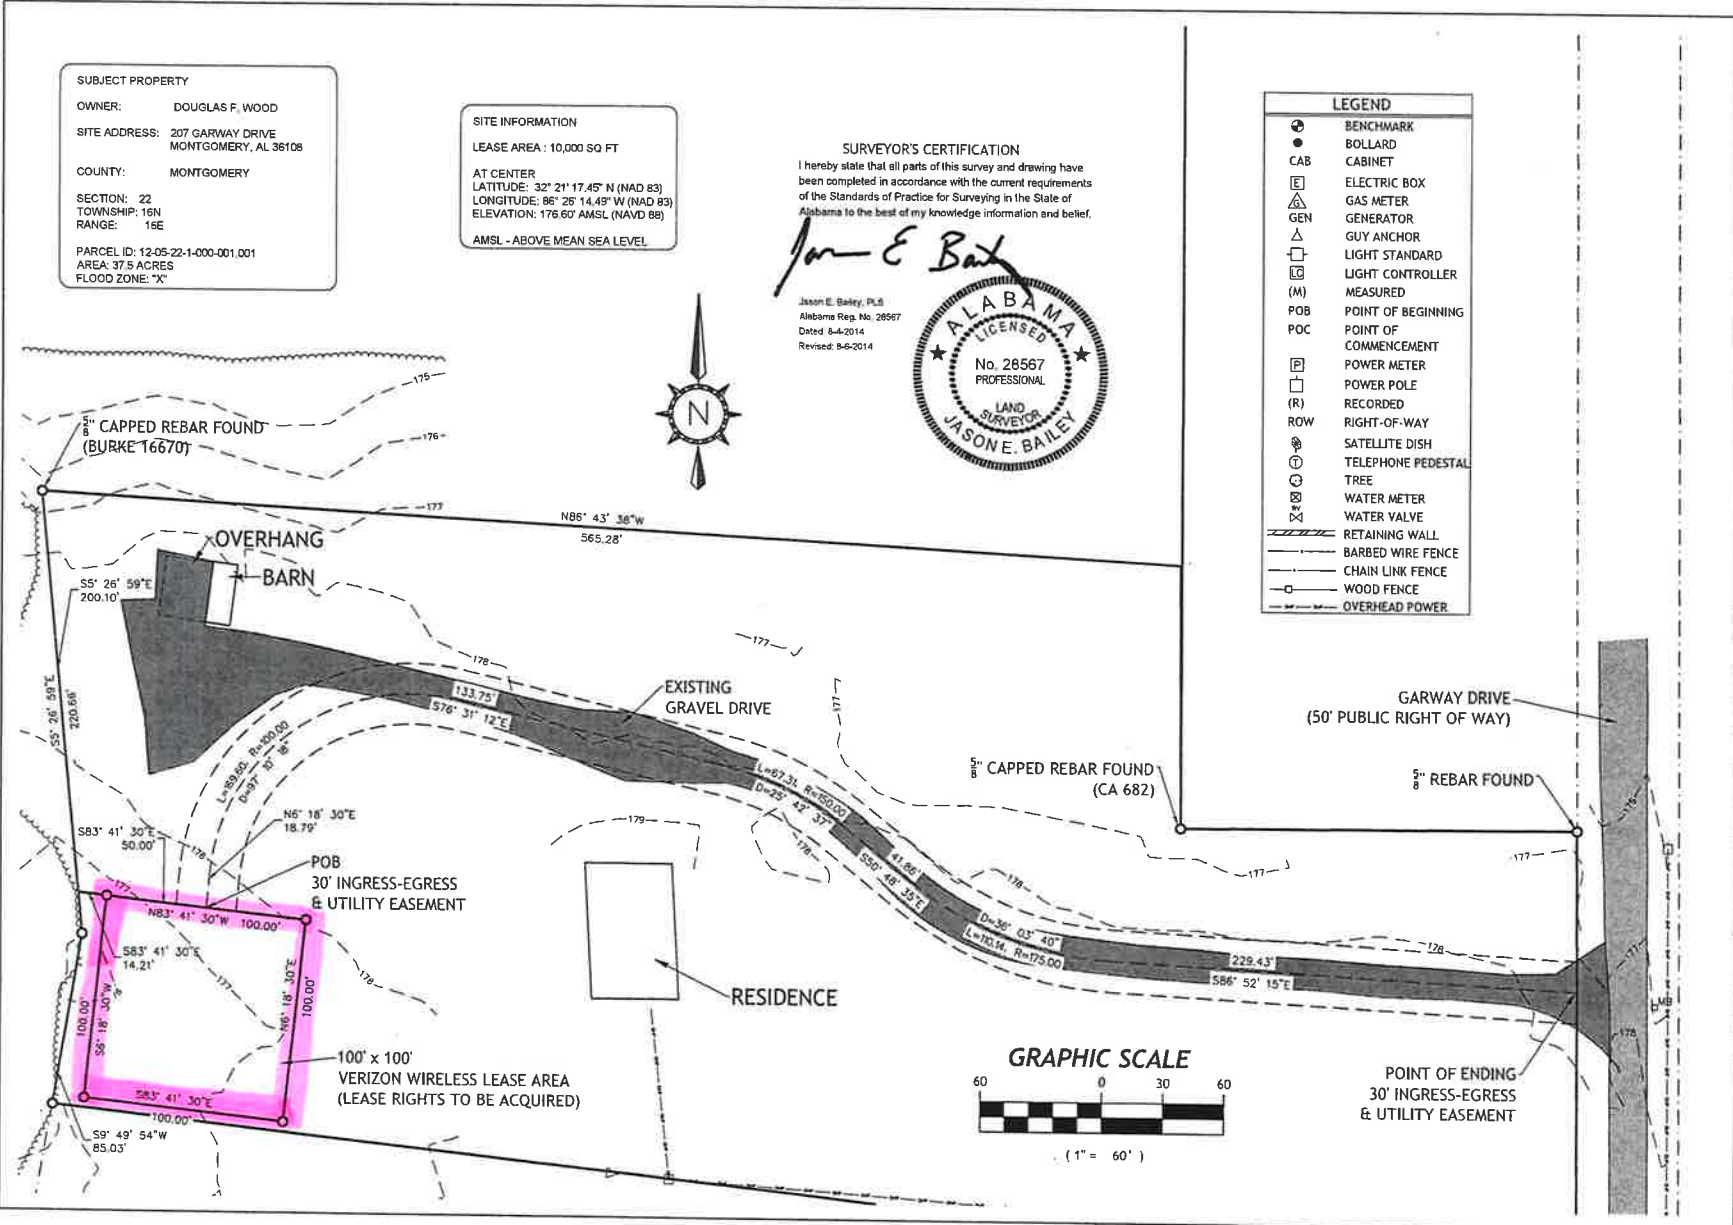 SUBJECT PROPERTY
OWNER: DOUGLAS F. WOOD
SITE ADDRESS: 207 GARWAY DRIVE
MONTGOMERY, AL 36108
COUNTY: MONTGOMERY
SECTION: 22
TOWNSHIP: 16N
RANGE: 16E
PARCEL ID: 12-05-22-1-000-001.001
AREA: 37.5 ACRES
FLOOD ZONE: "X"
SITE INFORMATION
LEASE AREA : 10,000 SQ FT
AT CENTER
LATITUDE: 32° 21' 17.45" N (NAD 83)
LONGITUDE: 86° 26' 14.49" W (NAD 83)
ELEVATION: 176.60' AMSL (NAVD 88)
AMSL - ABOVE MEAN SEA LEVEL
SURVEYOR'S CERTIFICATION
I hereby state that all parts of this survey and drawing have
been completed in accordance with the current requirements
of the Standards of Practice for Surveying in the State of
Alabama to the best of my knowledge information and belief.
Jason E. Bailey, PLS
Alabama Reg. No. 28567
Dated 8-4-2014
Revised: 8-6-2014
ALABAMA
LICENSED
No. 28567
PROFESSIONAL
LAND
SURVEYOR
JASON E. BAILEY
LEGEND
BENCHMARK
BOLLARD
CAB CABINET
E ELECTRIC BOX
G GAS METER
GEN GENERATOR
GUY ANCHOR
LIGHT STANDARD
LC LIGHT CONTROLLER
(M) MEASURED
POB POINT OF BEGINNING
POC POINT OF
COMMENCEMENT
P POWER METER
POWER POLE
(R) RECORDED
ROW RIGHT-OF-WAY
SATELLITE DISH
T TELEPHONE PEDESTAL
TREE
WATER METER
WV WATER VALVE
RETAINING WALL
BARBED WIRE FENCE
CHAIN LINK FENCE
WOOD FENCE
OVERHEAD POWER
N
175
176
177
5/8" CAPPED REBAR FOUND
(BURKE 16670)
N86° 43' 38"W
565.28'
OVERHANG
BARN
S5° 26' 59"E
200.10'
S5° 26' 59"E
220.66'
178
177
177
133.75'
S76° 31' 12"E
EXISTING
GRAVEL DRIVE
L=169.60, R=100.00
D=97° 10' 18"
L=67.31, R=150.00
D=25° 42' 37"
41.86'
S50° 48' 35"E
D=36° 03' 40"
L=110.14, R=175.00
229.43'
S86° 52' 15"E
5/8" CAPPED REBAR FOUND
(CA 682)
5/8" REBAR FOUND
GARWAY DRIVE
(50' PUBLIC RIGHT OF WAY)
175
177
177
178
178
177
178
179
178
N6° 18' 30"E
18.79'
S83° 41' 30"E
50.00'
178
177
POB
30' INGRESS-EGRESS
& UTILITY EASEMENT
N83° 41' 30"W 100.00'
S83° 41' 30"E
14.21'
178
177
178
100.00'
S6° 18' 30"W
N6° 18' 30"E
100.00'
S83° 41' 30"E
100.00'
S9° 49' 54"W
85.03'
100' x 100'
VERIZON WIRELESS LEASE AREA
(LEASE RIGHTS TO BE ACQUIRED)
RESIDENCE
GRAPHIC SCALE
60 0 30 60
( 1" = 60' )
POINT OF ENDING
30' INGRESS-EGRESS
& UTILITY EASEMENT